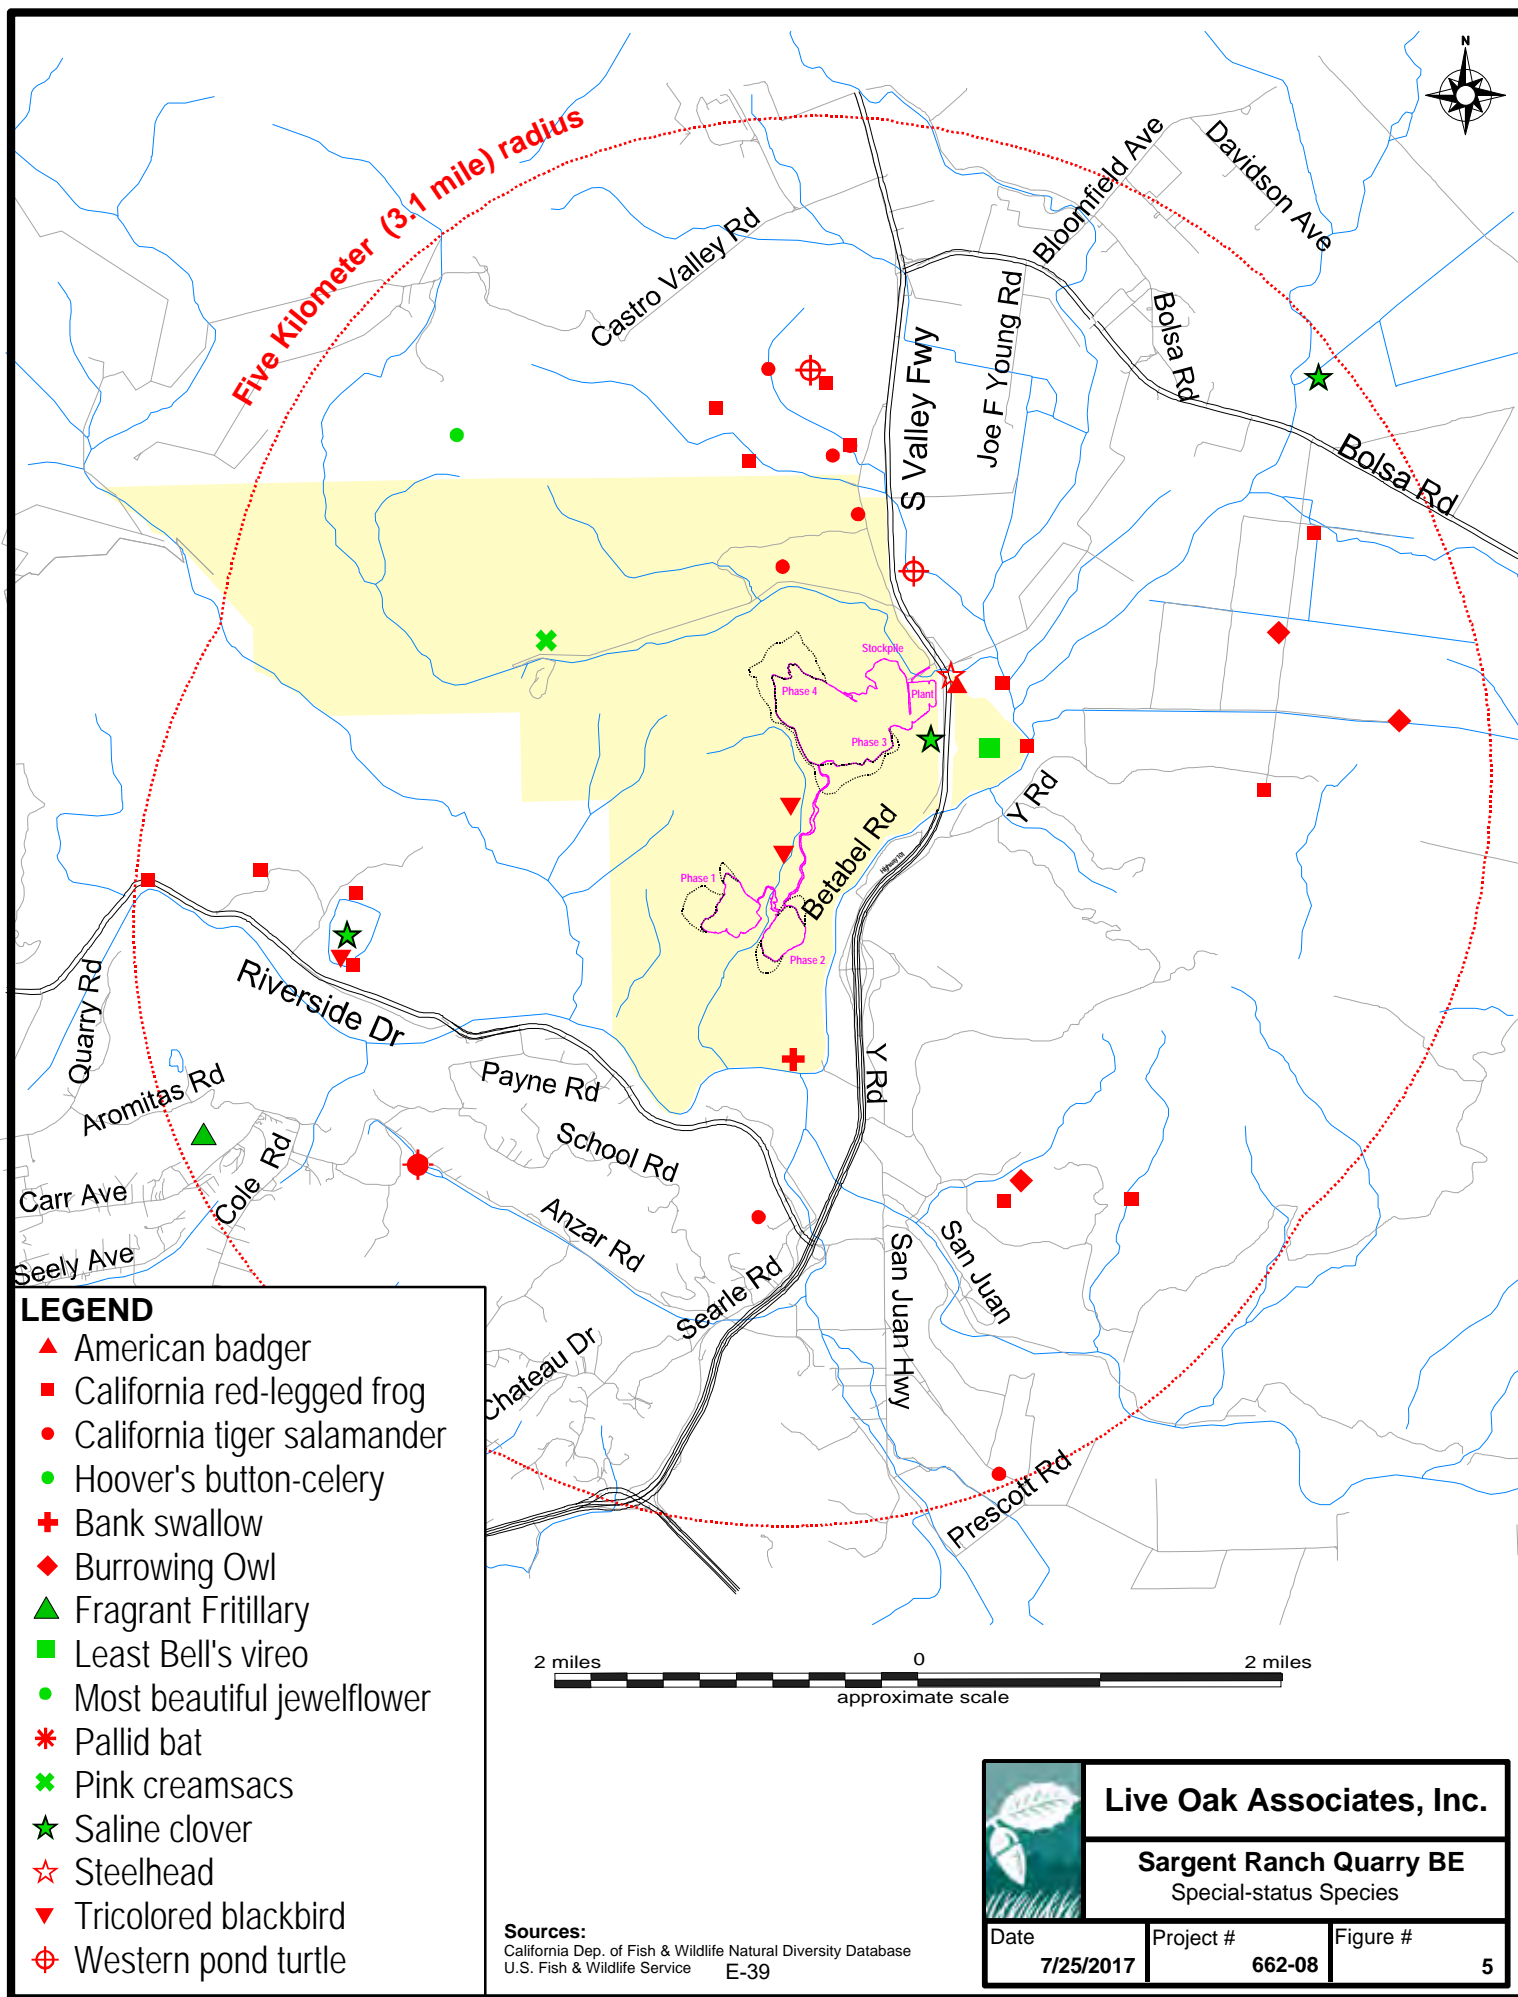 N
Five Kilometer (3.1 mile) radius
Castro Valley Rd
Bloomfield Ave
Davidson Ave
S Valley Fwy
Joe F Young Rd
Bolsa Rd
Bolsa Rd
Stockpile
Phase 4
Plant
Phase 3
Y Rd
Betabel Rd
Highway 101
Phase 1
Phase 2
Quarry Rd
Riverside Dr
Aromitas Rd
Payne Rd
Y Rd
School Rd
Carr Ave
Cole Rd
Anzar Rd
Seely Ave
Searle Rd
San Juan Hwy
San Juan
Chateau Dr
Prescott Rd
LEGEND
American badger
California red-legged frog
California tiger salamander
Hoover's button-celery
Bank swallow
Burrowing Owl
Fragrant Fritillary
Least Bell's vireo
Most beautiful jewelflower
Pallid bat
Pink creamsacs
Saline clover
Steelhead
Tricolored blackbird
Western pond turtle
2 miles 0 2 miles
approximate scale
Sources:
California Dep. of Fish & Wildlife Natural Diversity Database
U.S. Fish & Wildlife Service
E-39
Live Oak Associates, Inc.
Sargent Ranch Quarry BE
Special-status Species
Date Project # Figure #
7/25/2017 662-08 5